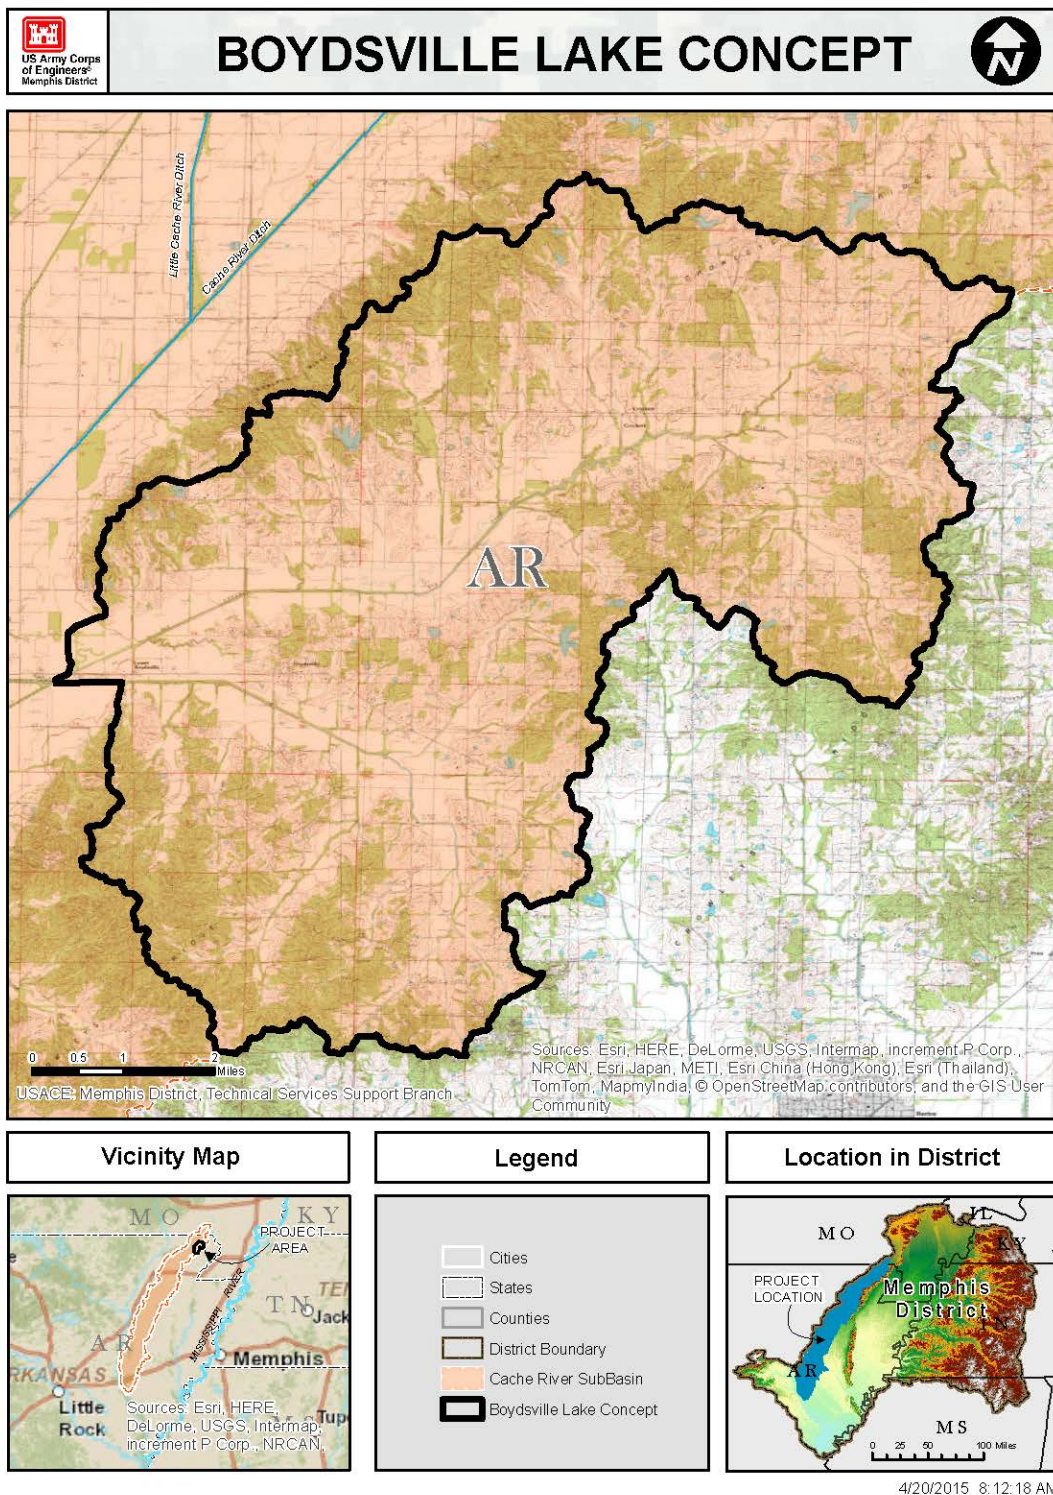 US Army Corps
of Engineers®
Memphis District
BOYDSVILLE LAKE CONCEPT
N
Little Cache River Ditch
Cache River Ditch
AR
0 0.5 1 2
Miles
USACE: Memphis District, Technical Services Support Branch
Sources: Esri, HERE, DeLorme, USGS, Intermap, increment P Corp.,
NRCAN, Esri Japan, METI, Esri China (Hong Kong), Esri (Thailand),
TomTom, MapmyIndia, © OpenStreetMap contributors, and the GIS User
Community
Vicinity Map
MO
KY
PROJECT
AREA
MISSISSIPPI RIVER
TN
TEN
Jack
AR
Memphis
RKANSAS
Little
Rock
MS
Tup
Sources: Esri, HERE,
DeLorme, USGS, Intermap,
increment P Corp., NRCAN,
Legend
Cities
States
Counties
District Boundary
Cache River SubBasin
Boydsville Lake Concept
Location in District
IL
MO
KY
PROJECT
LOCATION
Memphis
District
TN
AR
MS
0 25 50 100 Miles
4/20/2015 8:12:18 AM